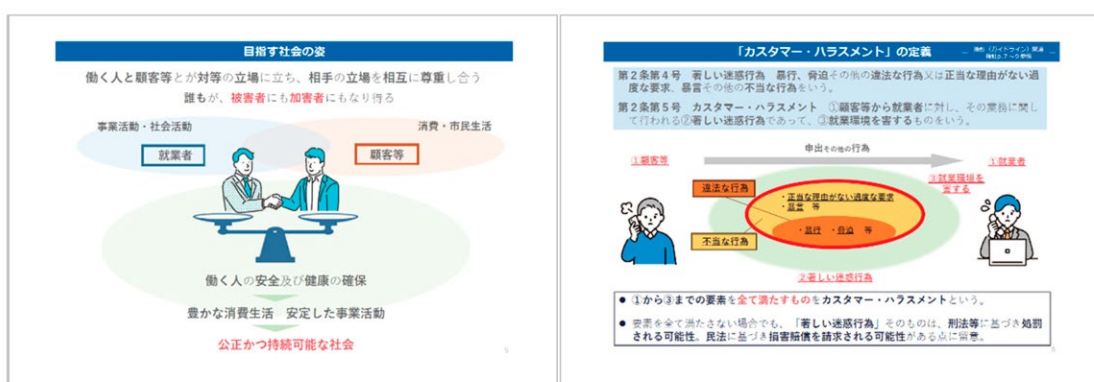 目指す社会の姿
働く人と顧客等とが対等の立場に立ち、相手の立場を相互に尊重し合う
誰もが、被害者にも加害者にもなり得る
事業活動・社会活動
消費・市民生活
就業者
顧客等
働く人の安全及び健康の確保
豊かな消費生活 安定した事業活動
公正かつ持続可能な社会
「カスタマー・ハラスメント」の定義
指針(ガイドライン)関連
第2条第4号 著しい迷惑行為 暴行、脅迫その他の違法な行為又は正当な理由がない過
度な要求、暴言その他の不当な行為をいう。
第2条第5号 カスタマー・ハラスメント ①顧客等から就業者に対し、その業務に関し
て行われる②著しい迷惑行為であって、③就業環境を害するものをいう。
申出その他の行為
①顧客等
①就業者
③就業環境を
害する
違法な行為
・正当な理由がない過度な要求
・暴言 等
・暴行 ・脅迫 等
不当な行為
②著しい迷惑行為
● ①から③までの要素を全て満たすものをカスタマー・ハラスメントという。
● 要素を全て満たさない場合でも、「著しい迷惑行為」そのものは、刑法等に基づき処罰
される可能性。民法に基づき損害賠償を請求される可能性がある点に留意。